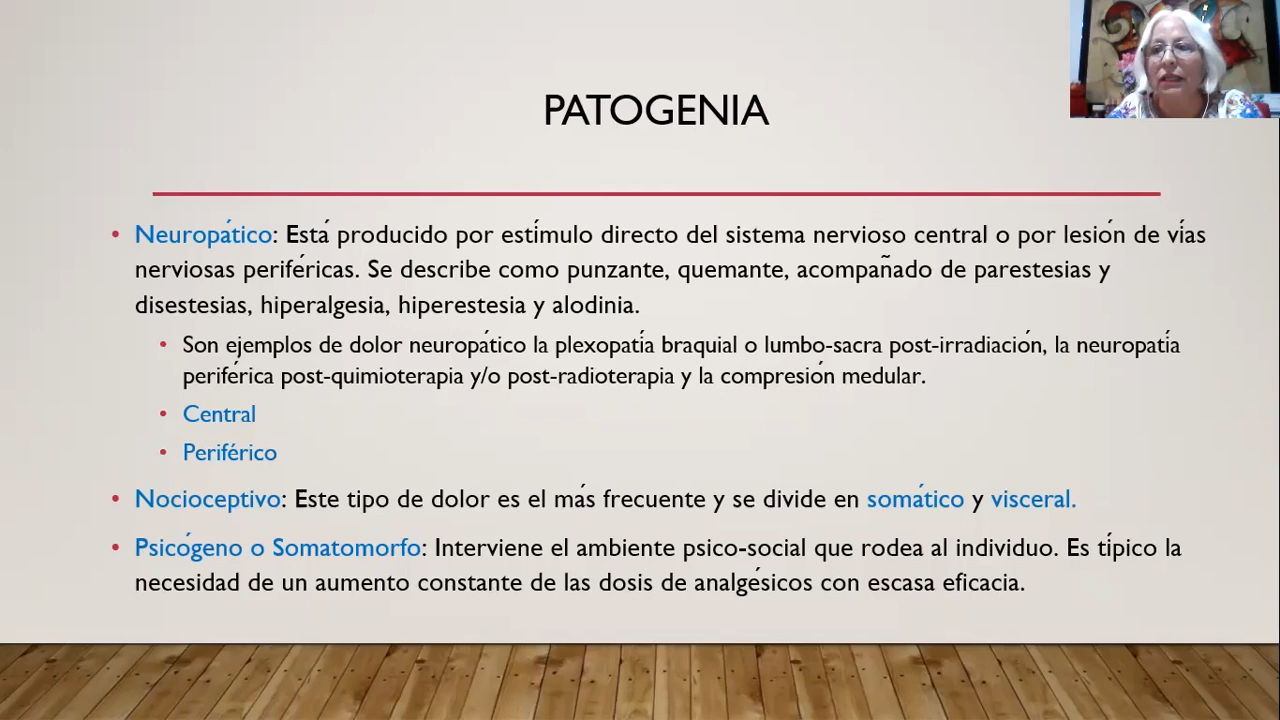 PATOGENIA
• Neuropático: Está producido por estímulo directo del sistema nervioso central o por lesión de vías
nerviosas periféricas. Se describe como punzante, quemante, acompañado de parestesias y
disestesias, hiperalgesia, hiperestesia y alodinia.
• Son ejemplos de dolor neuropático la plexopatía braquial o lumbo-sacra post-irradiación, la neuropatía
periférica post-quimioterapia y/o post-radioterapia y la compresión medular.
• Central
• Periférico
• Nocioceptivo: Este tipo de dolor es el más frecuente y se divide en somático y visceral.
• Psicógeno o Somatomorfo: Interviene el ambiente psico-social que rodea al individuo. Es típico la
necesidad de un aumento constante de las dosis de analgésicos con escasa eficacia.